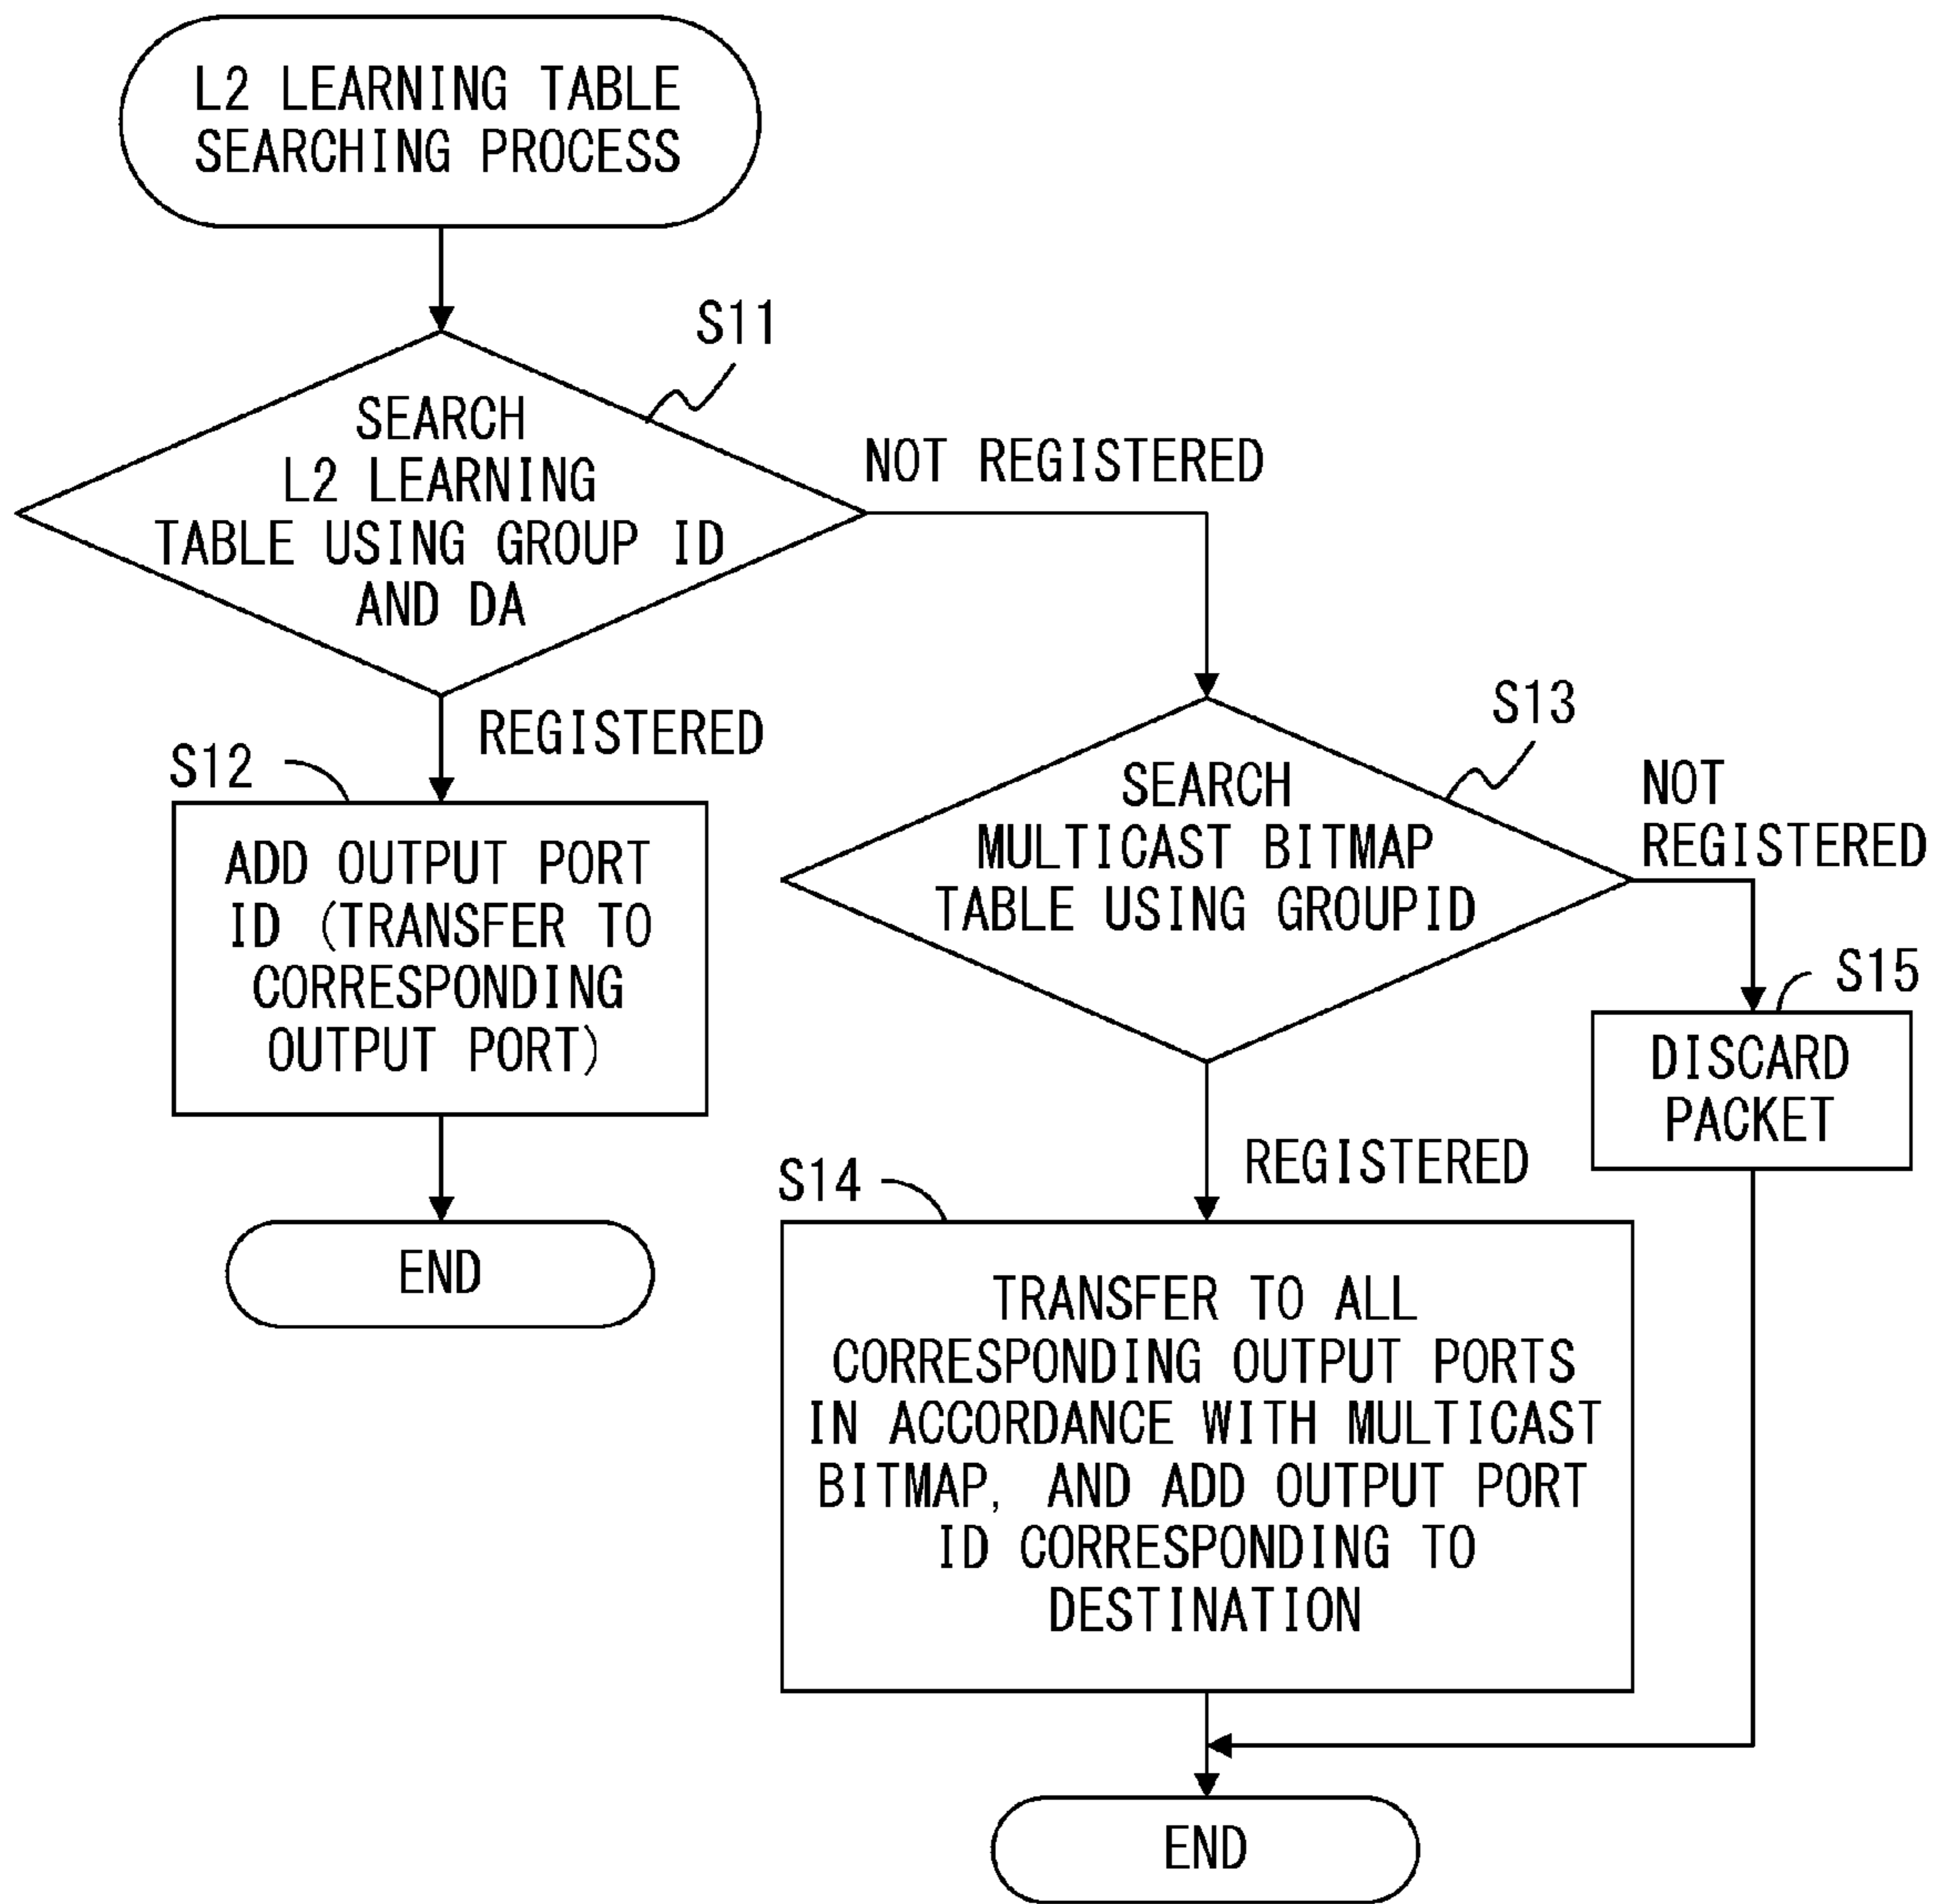 L2 LEARNING TABLE
SEARCHING PROCESS
S11
SEARCH
L2 LEARNING
TABLE USING GROUP ID
AND DA
NOT REGISTERED
REGISTERED
S12
ADD OUTPUT PORT
ID (TRANSFER TO
CORRESPONDING
OUTPUT PORT)
END
S13
SEARCH
MULTICAST BITMAP
TABLE USING GROUPID
NOT
REGISTERED
S15
DISCARD
PACKET
REGISTERED
S14
TRANSFER TO ALL
CORRESPONDING OUTPUT PORTS
IN ACCORDANCE WITH MULTICAST
BITMAP, AND ADD OUTPUT PORT
ID CORRESPONDING TO
DESTINATION
END